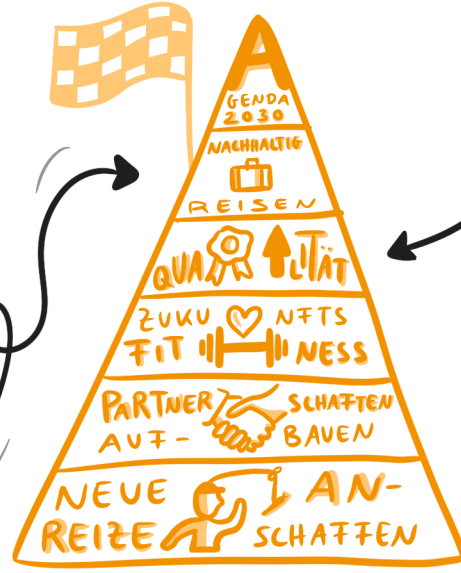 A
GENDA
2030
NACHHALTIG
REISEN
QUA LITÄT
ZUKU NFTS
FIT NESS
PARTNER SCHAFTEN
AUF- BAUEN
NEUE AN-
REIZE SCHAFFEN